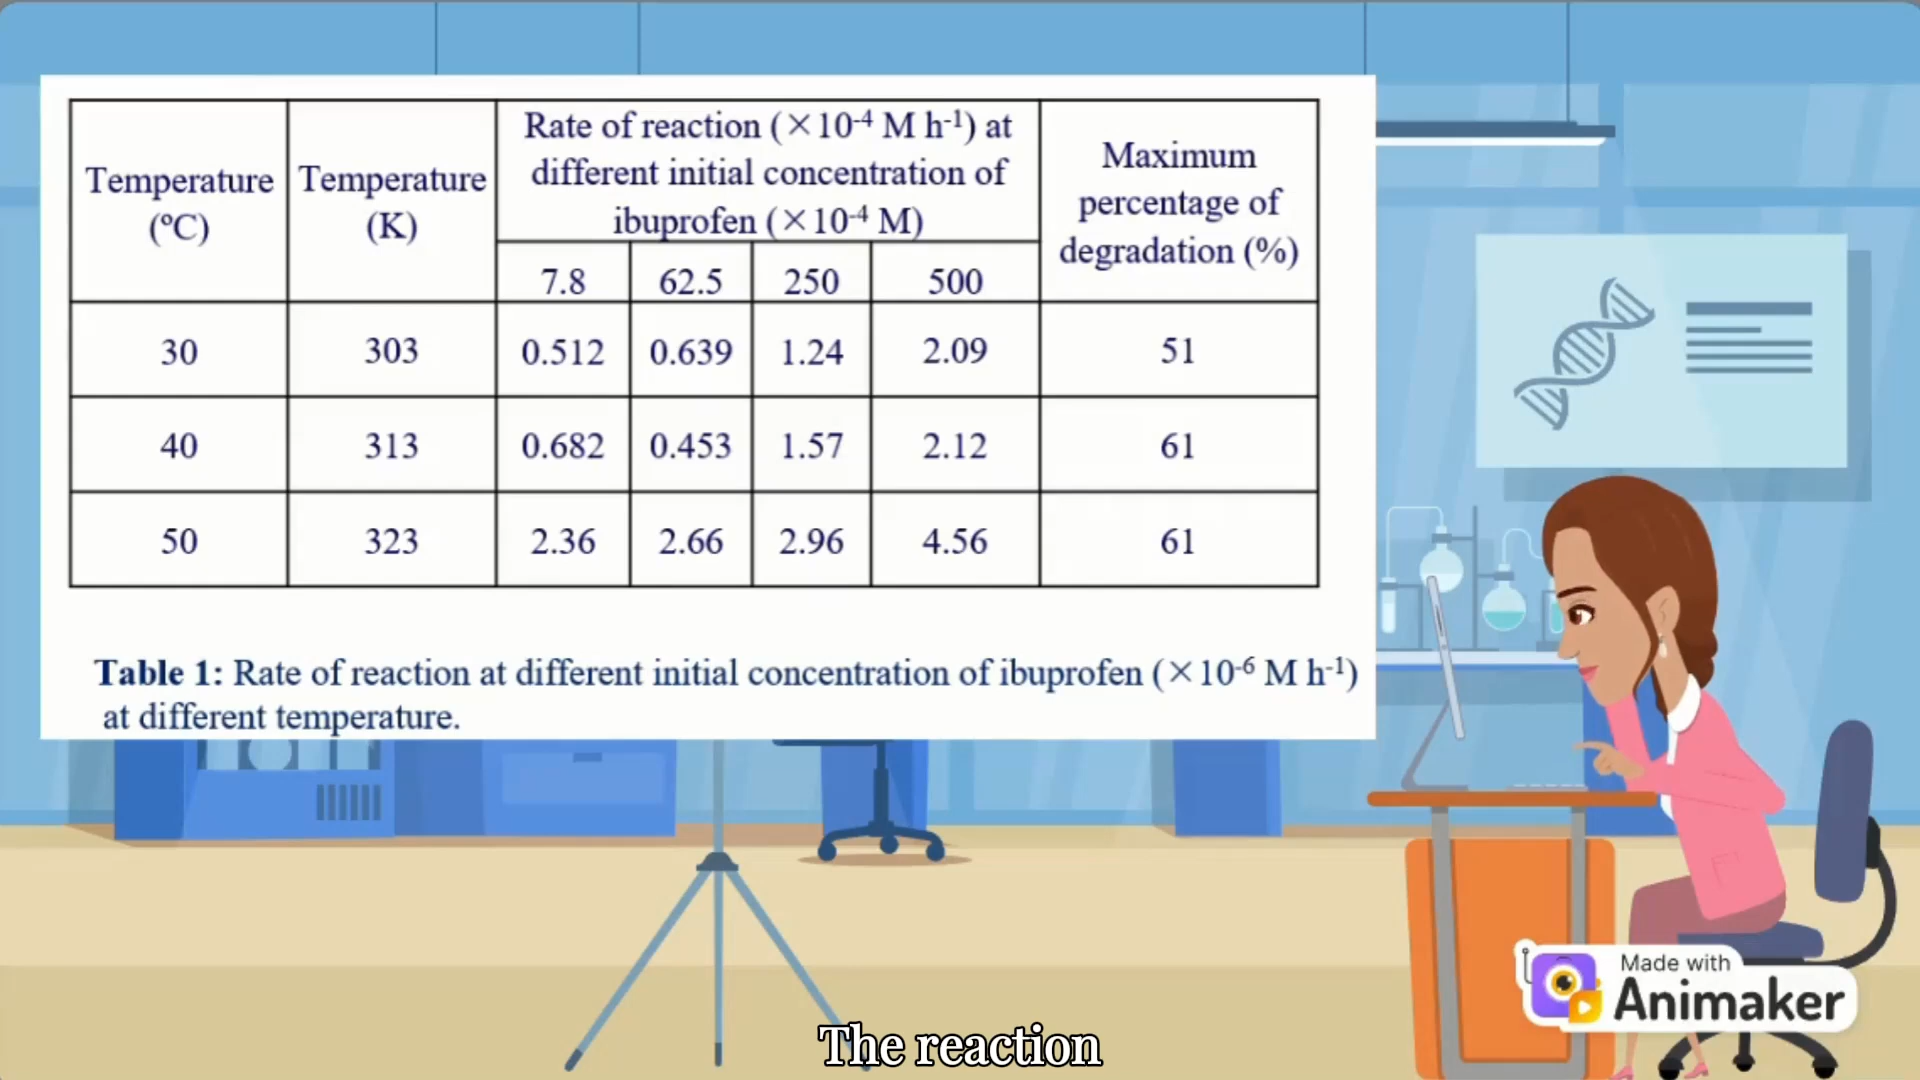 Temperature
(ºC)
Temperature
(K)
Rate of reaction (×10-4 M h-1) at
different initial concentration of
ibuprofen (×10-4 M)
Maximum
percentage of
degradation (%)
7.8 62.5 250 500
30 303 0.512 0.639 1.24 2.09 51
40 313 0.682 0.453 1.57 2.12 61
50 323 2.36 2.66 2.96 4.56 61
Table 1: Rate of reaction at different initial concentration of ibuprofen (×10-6 M h-1)
at different temperature.
Made with
Animaker
The reaction